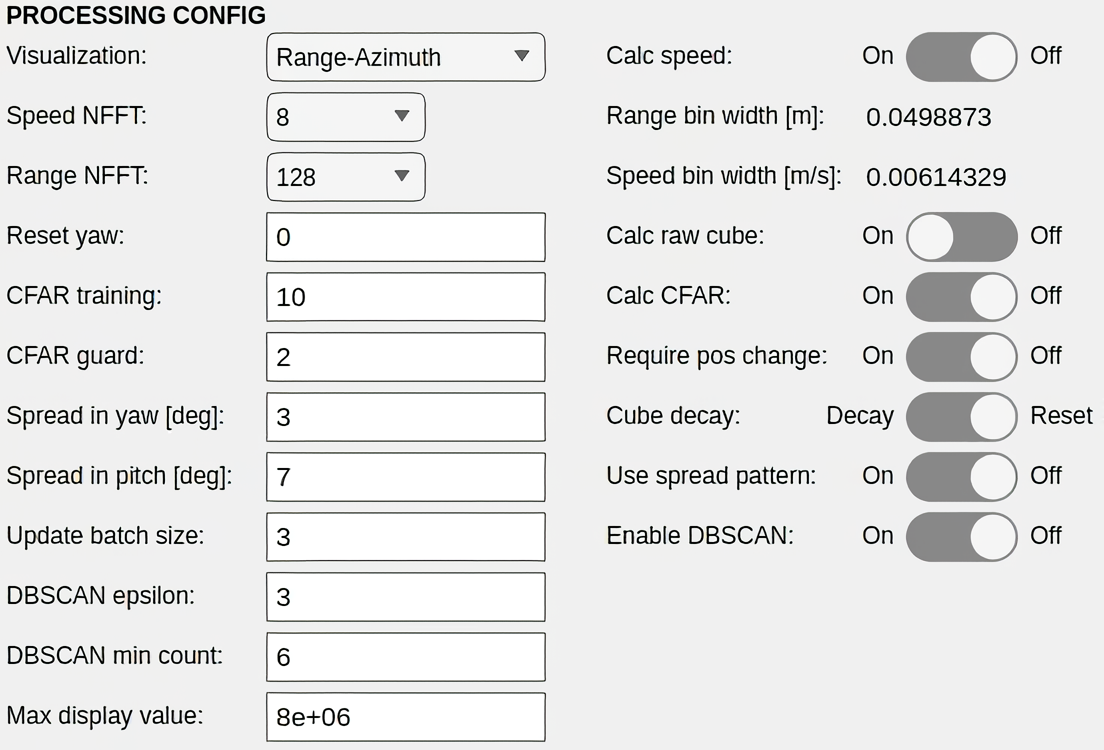 PROCESSING CONFIG
Visualization: Range-Azimuth Calc speed: On Off
Speed NFFT: 8 Range bin width [m]: 0.0498873
Range NFFT: 128 Speed bin width [m/s]: 0.00614329
Reset yaw: 0 Calc raw cube: On Off
CFAR training: 10 Calc CFAR: On Off
CFAR guard: 2 Require pos change: On Off
Spread in yaw [deg]: 3 Cube decay: Decay Reset
Spread in pitch [deg]: 7 Use spread pattern: On Off
Update batch size: 3 Enable DBSCAN: On Off
DBSCAN epsilon: 3
DBSCAN min count: 6
Max display value: 8e+06